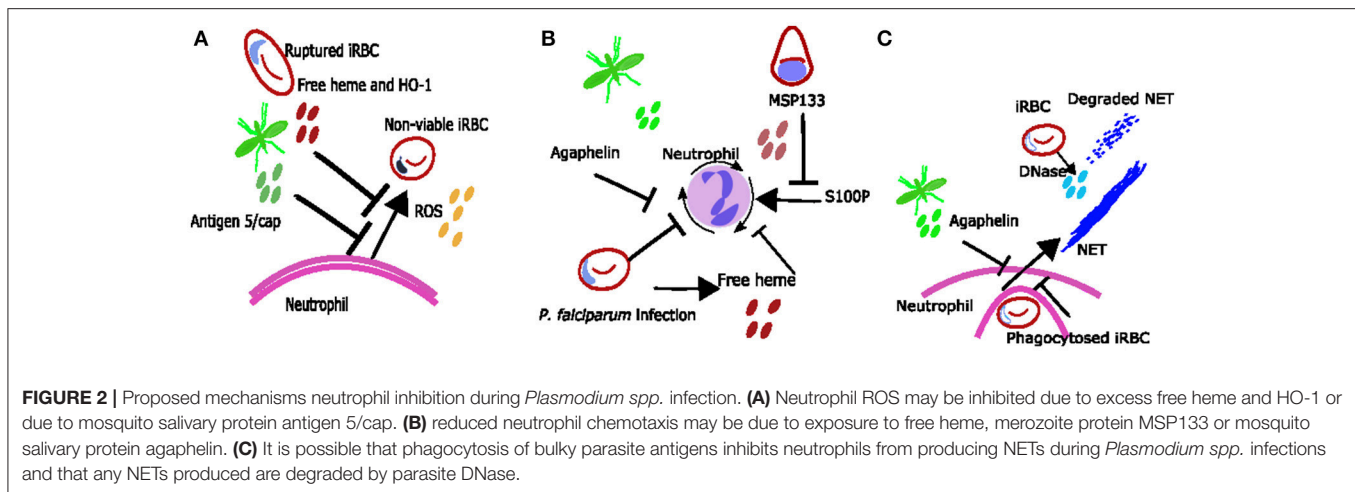 A
Ruptured iRBC
Free heme and HO-1
Non-viable iRBC
Antigen 5/cap
ROS
Neutrophil
B
MSP133
Agaphelin
Neutrophil
S100P
Free heme
P. falciparum Infection
C
iRBC
Degraded NET
DNase
Agaphelin
NET
Neutrophil
Phagocytosed iRBC
FIGURE 2 | Proposed mechanisms neutrophil inhibition during Plasmodium spp. infection. (A) Neutrophil ROS may be inhibited due to excess free heme and HO-1 or
due to mosquito salivary protein antigen 5/cap. (B) reduced neutrophil chemotaxis may be due to exposure to free heme, merozoite protein MSP133 or mosquito
salivary protein agaphelin. (C) It is possible that phagocytosis of bulky parasite antigens inhibits neutrophils from producing NETs during Plasmodium spp. infections
and that any NETs produced are degraded by parasite DNase.